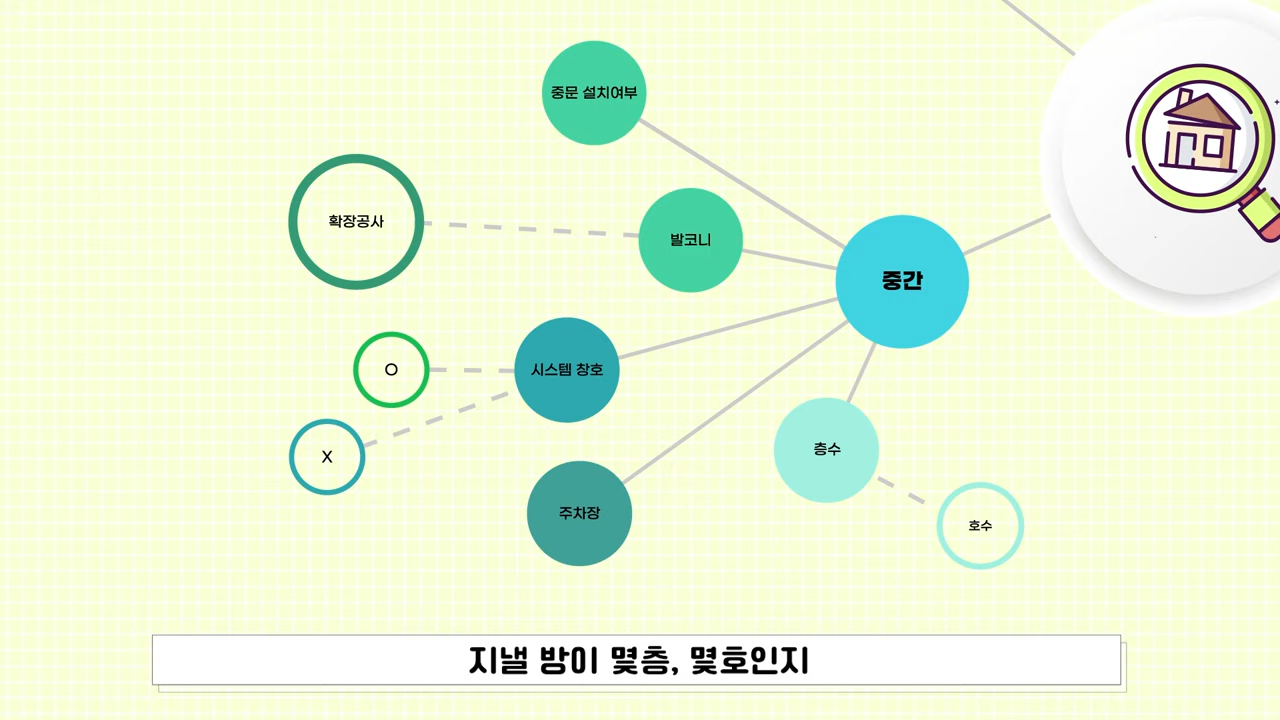 중문 설치여부
확장공사
발코니
중간
O
시스템 창호
X
층수
주차장
호수
지낼 방이 몇층, 몇호인지